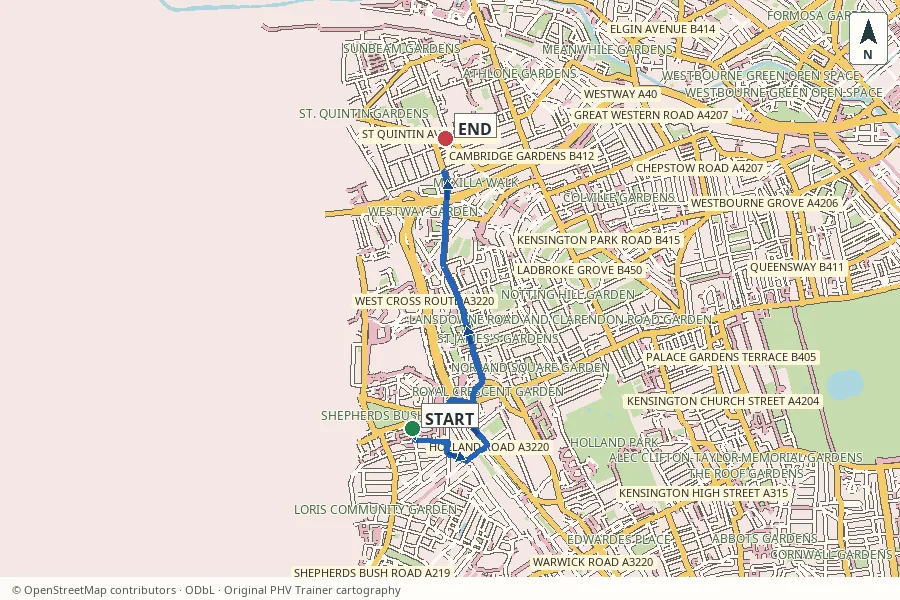 FORMOSA GAR
ELGIN AVENUE B414
SUNBEAM GARDENS
MEANWHILE GARDENS
N
ATHLONE GARDENS
WESTBOURNE GREEN OPEN SPACE
WESTWAY A40
WESTBOURNE GREEN OPEN SPACE
ST. QUINTIN GARDENS
GREAT WESTERN ROAD A4207
END
ST QUINTIN AV
CAMBRIDGE GARDENS B412
CHEPSTOW ROAD A4207
MAXILLA WALK
COLVILLE GARDENS
WESTBOURNE GROVE A4206
WESTWAY GARDEN
KENSINGTON PARK ROAD B415
QUEENSWAY B411
LADBROKE GROVE B450
NOTTING HILL GARDEN
WEST CROSS ROUTE A3220
LANSDOWNE ROAD AND CLARENDON ROAD GARDEN
ST JAMES'S GARDENS
PALACE GARDENS TERRACE B405
NORLAND SQUARE GARDEN
ROYAL CRESCENT GARDEN
KENSINGTON CHURCH STREET A4204
SHEPHERDS BUSH
START
HOLLAND PARK
HOLLAND ROAD A3220
ALEC CLIFTON-TAYLOR MEMORIAL GARDENS
THE ROOF GARDENS
KENSINGTON HIGH STREET A315
LORIS COMMUNITY GARDEN
EDWARDES PLACE
ABBOTS GARDENS
CORNWALL GARDENS
WARWICK ROAD A3220
SHEPHERDS BUSH ROAD A219
© OpenStreetMap contributors · ODbL · Original PHV Trainer cartography